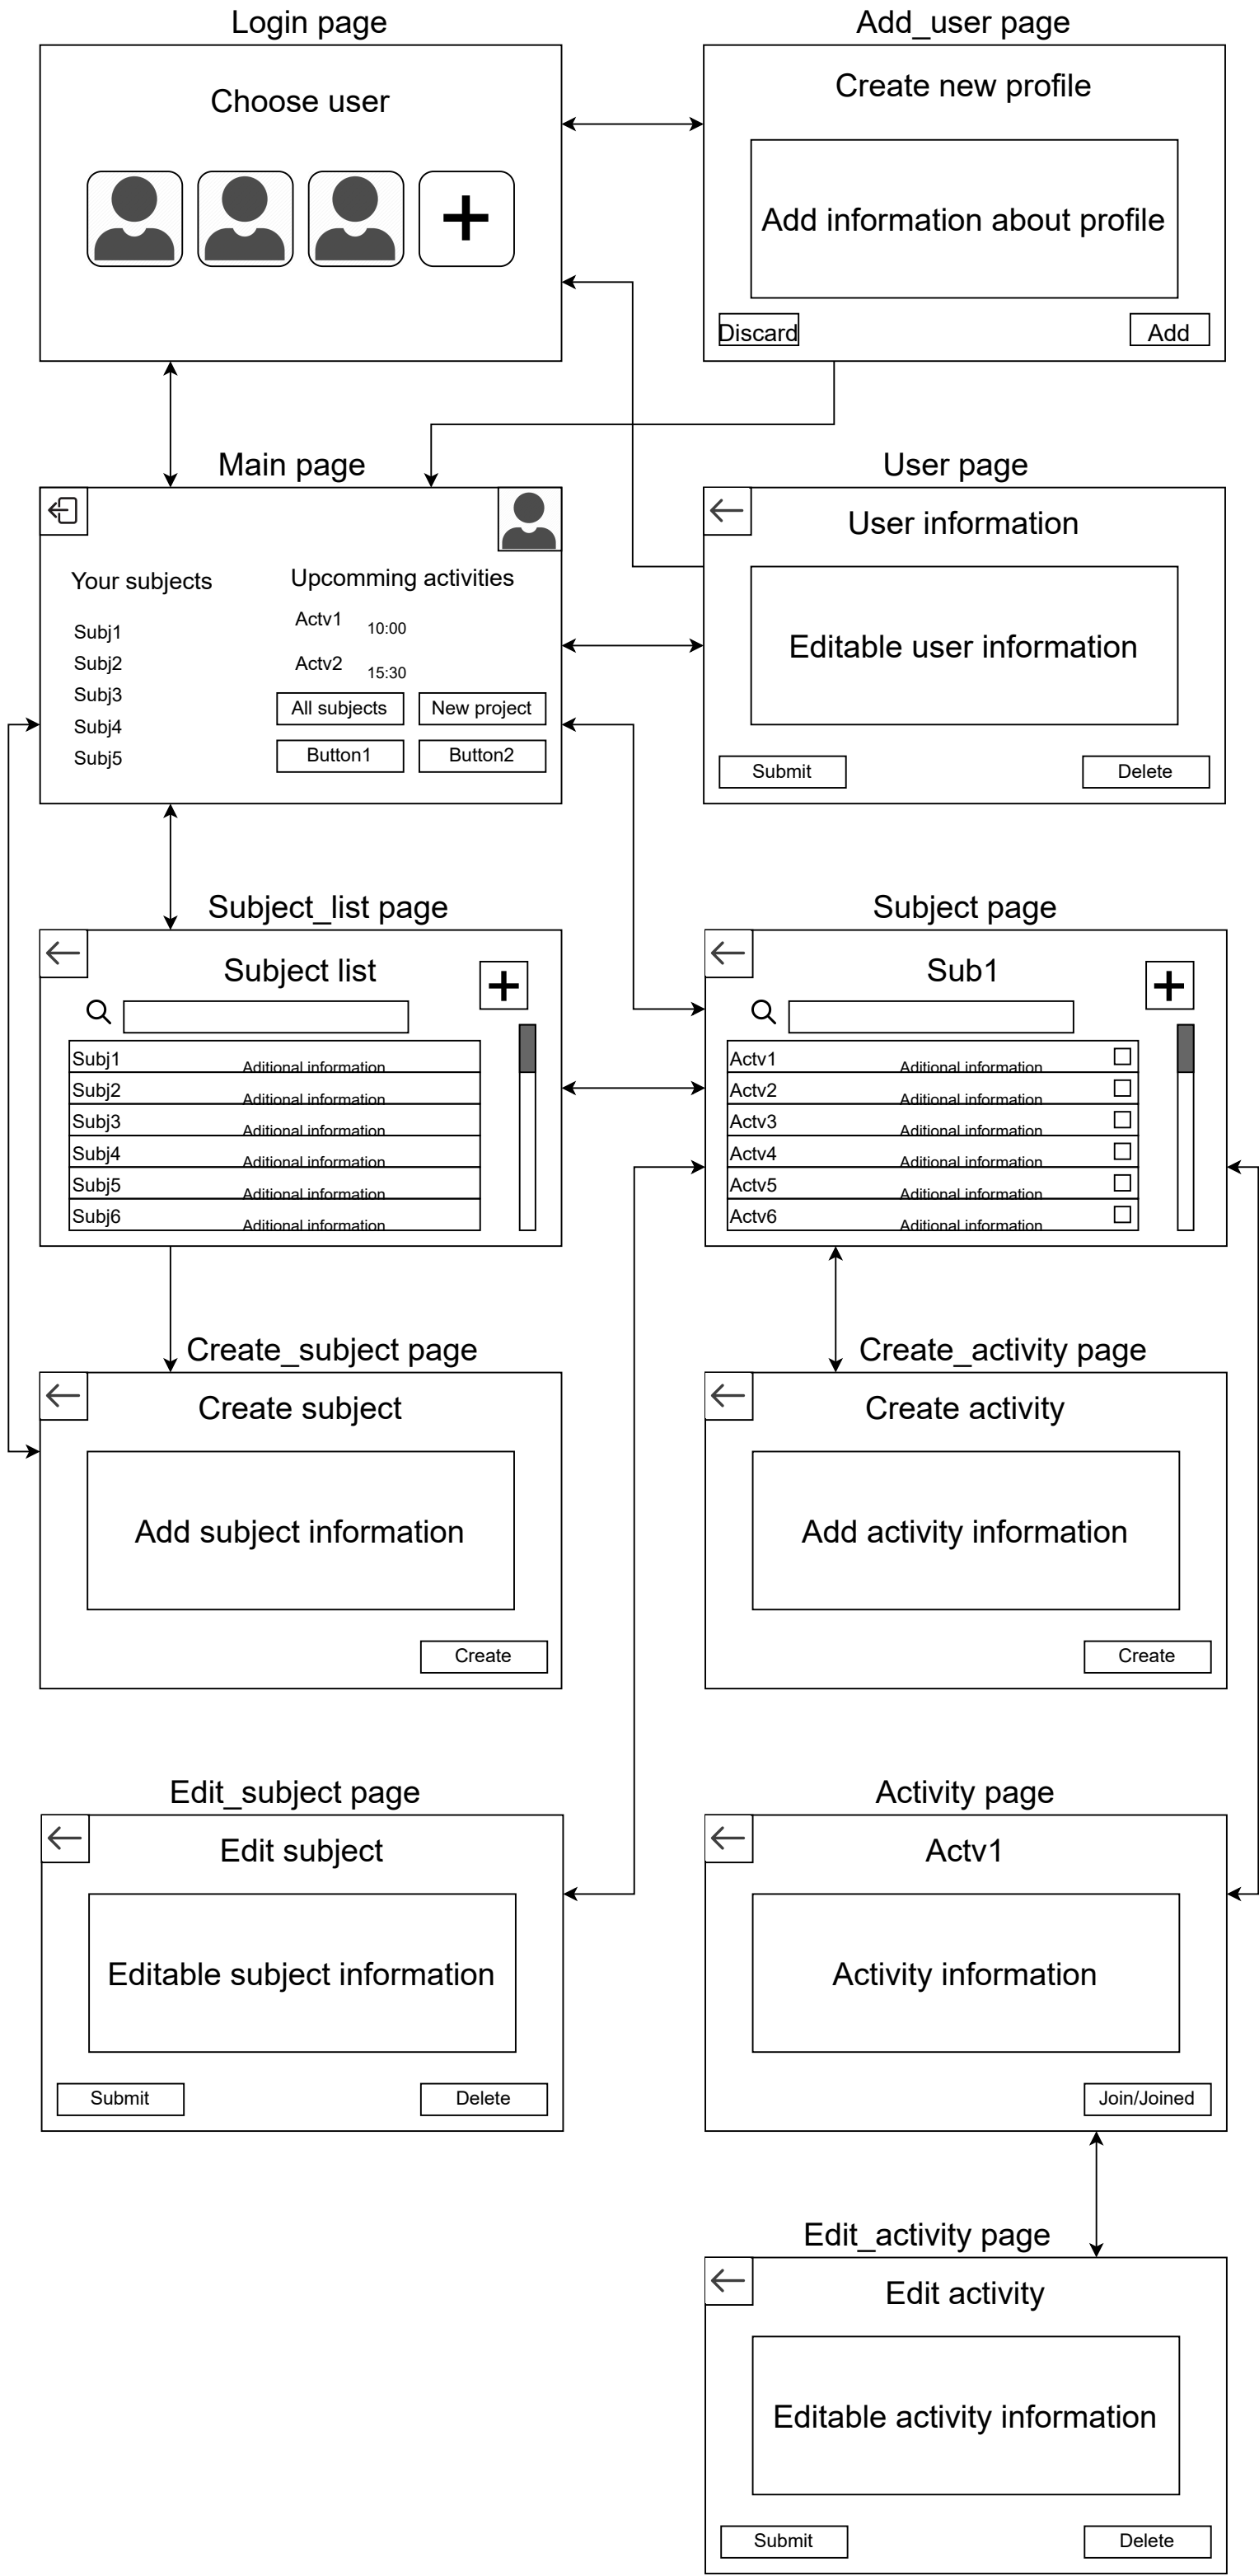 Login page
Choose user
Add_user page
Create new profile
Add information about profile
Discard
Add
Main page
Your subjects
Subj1
Subj2
Subj3
Subj4
Subj5
Upcomming activities
Actv1 10:00
Actv2 15:30
All subjects
New project
Button1
Button2
User page
User information
Editable user information
Submit
Delete
Subject_list page
Subject list
Subj1 Aditional information
Subj2 Aditional information
Subj3 Aditional information
Subj4 Aditional information
Subj5 Aditional information
Subj6 Aditional information
Subject page
Sub1
Actv1 Aditional information
Actv2 Aditional information
Actv3 Aditional information
Actv4 Aditional information
Actv5 Aditional information
Actv6 Aditional information
Create_subject page
Create subject
Add subject information
Create
Create_activity page
Create activity
Add activity information
Create
Edit_subject page
Edit subject
Editable subject information
Submit
Delete
Activity page
Actv1
Activity information
Join/Joined
Edit_activity page
Edit activity
Editable activity information
Submit
Delete